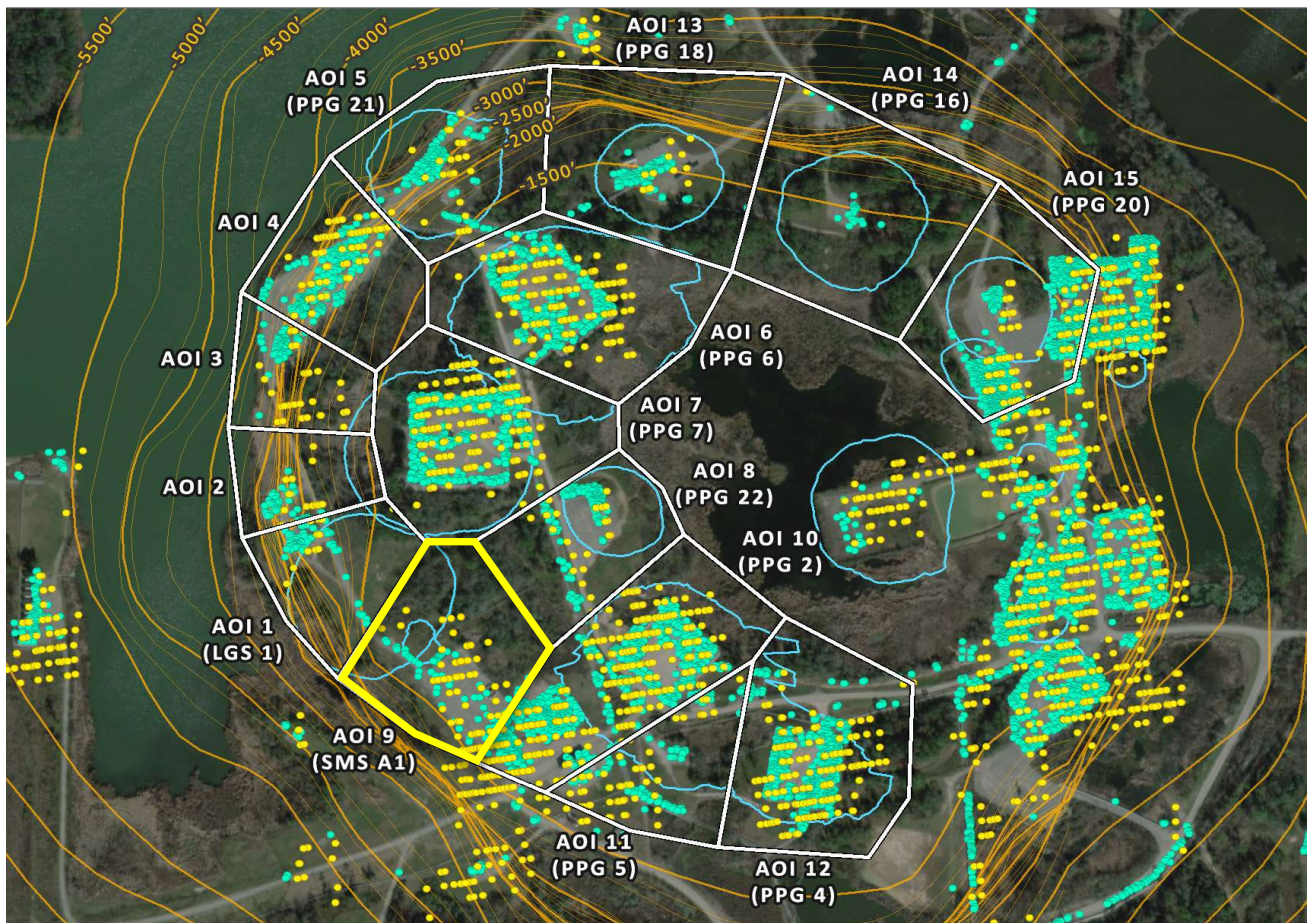 -5500'
-5000'
-4500'
-4000'
-3500'
-3000'
-2500'
-2000'
-1500'
AOI 13
(PPG 18)
AOI 14
(PPG 16)
AOI 5
(PPG 21)
AOI 15
(PPG 20)
AOI 4
AOI 3
AOI 6
(PPG 6)
AOI 7
(PPG 7)
AOI 2
AOI 8
(PPG 22)
AOI 10
(PPG 2)
AOI 1
(LGS 1)
AOI 9
(SMS A1)
AOI 11
(PPG 5)
AOI 12
(PPG 4)